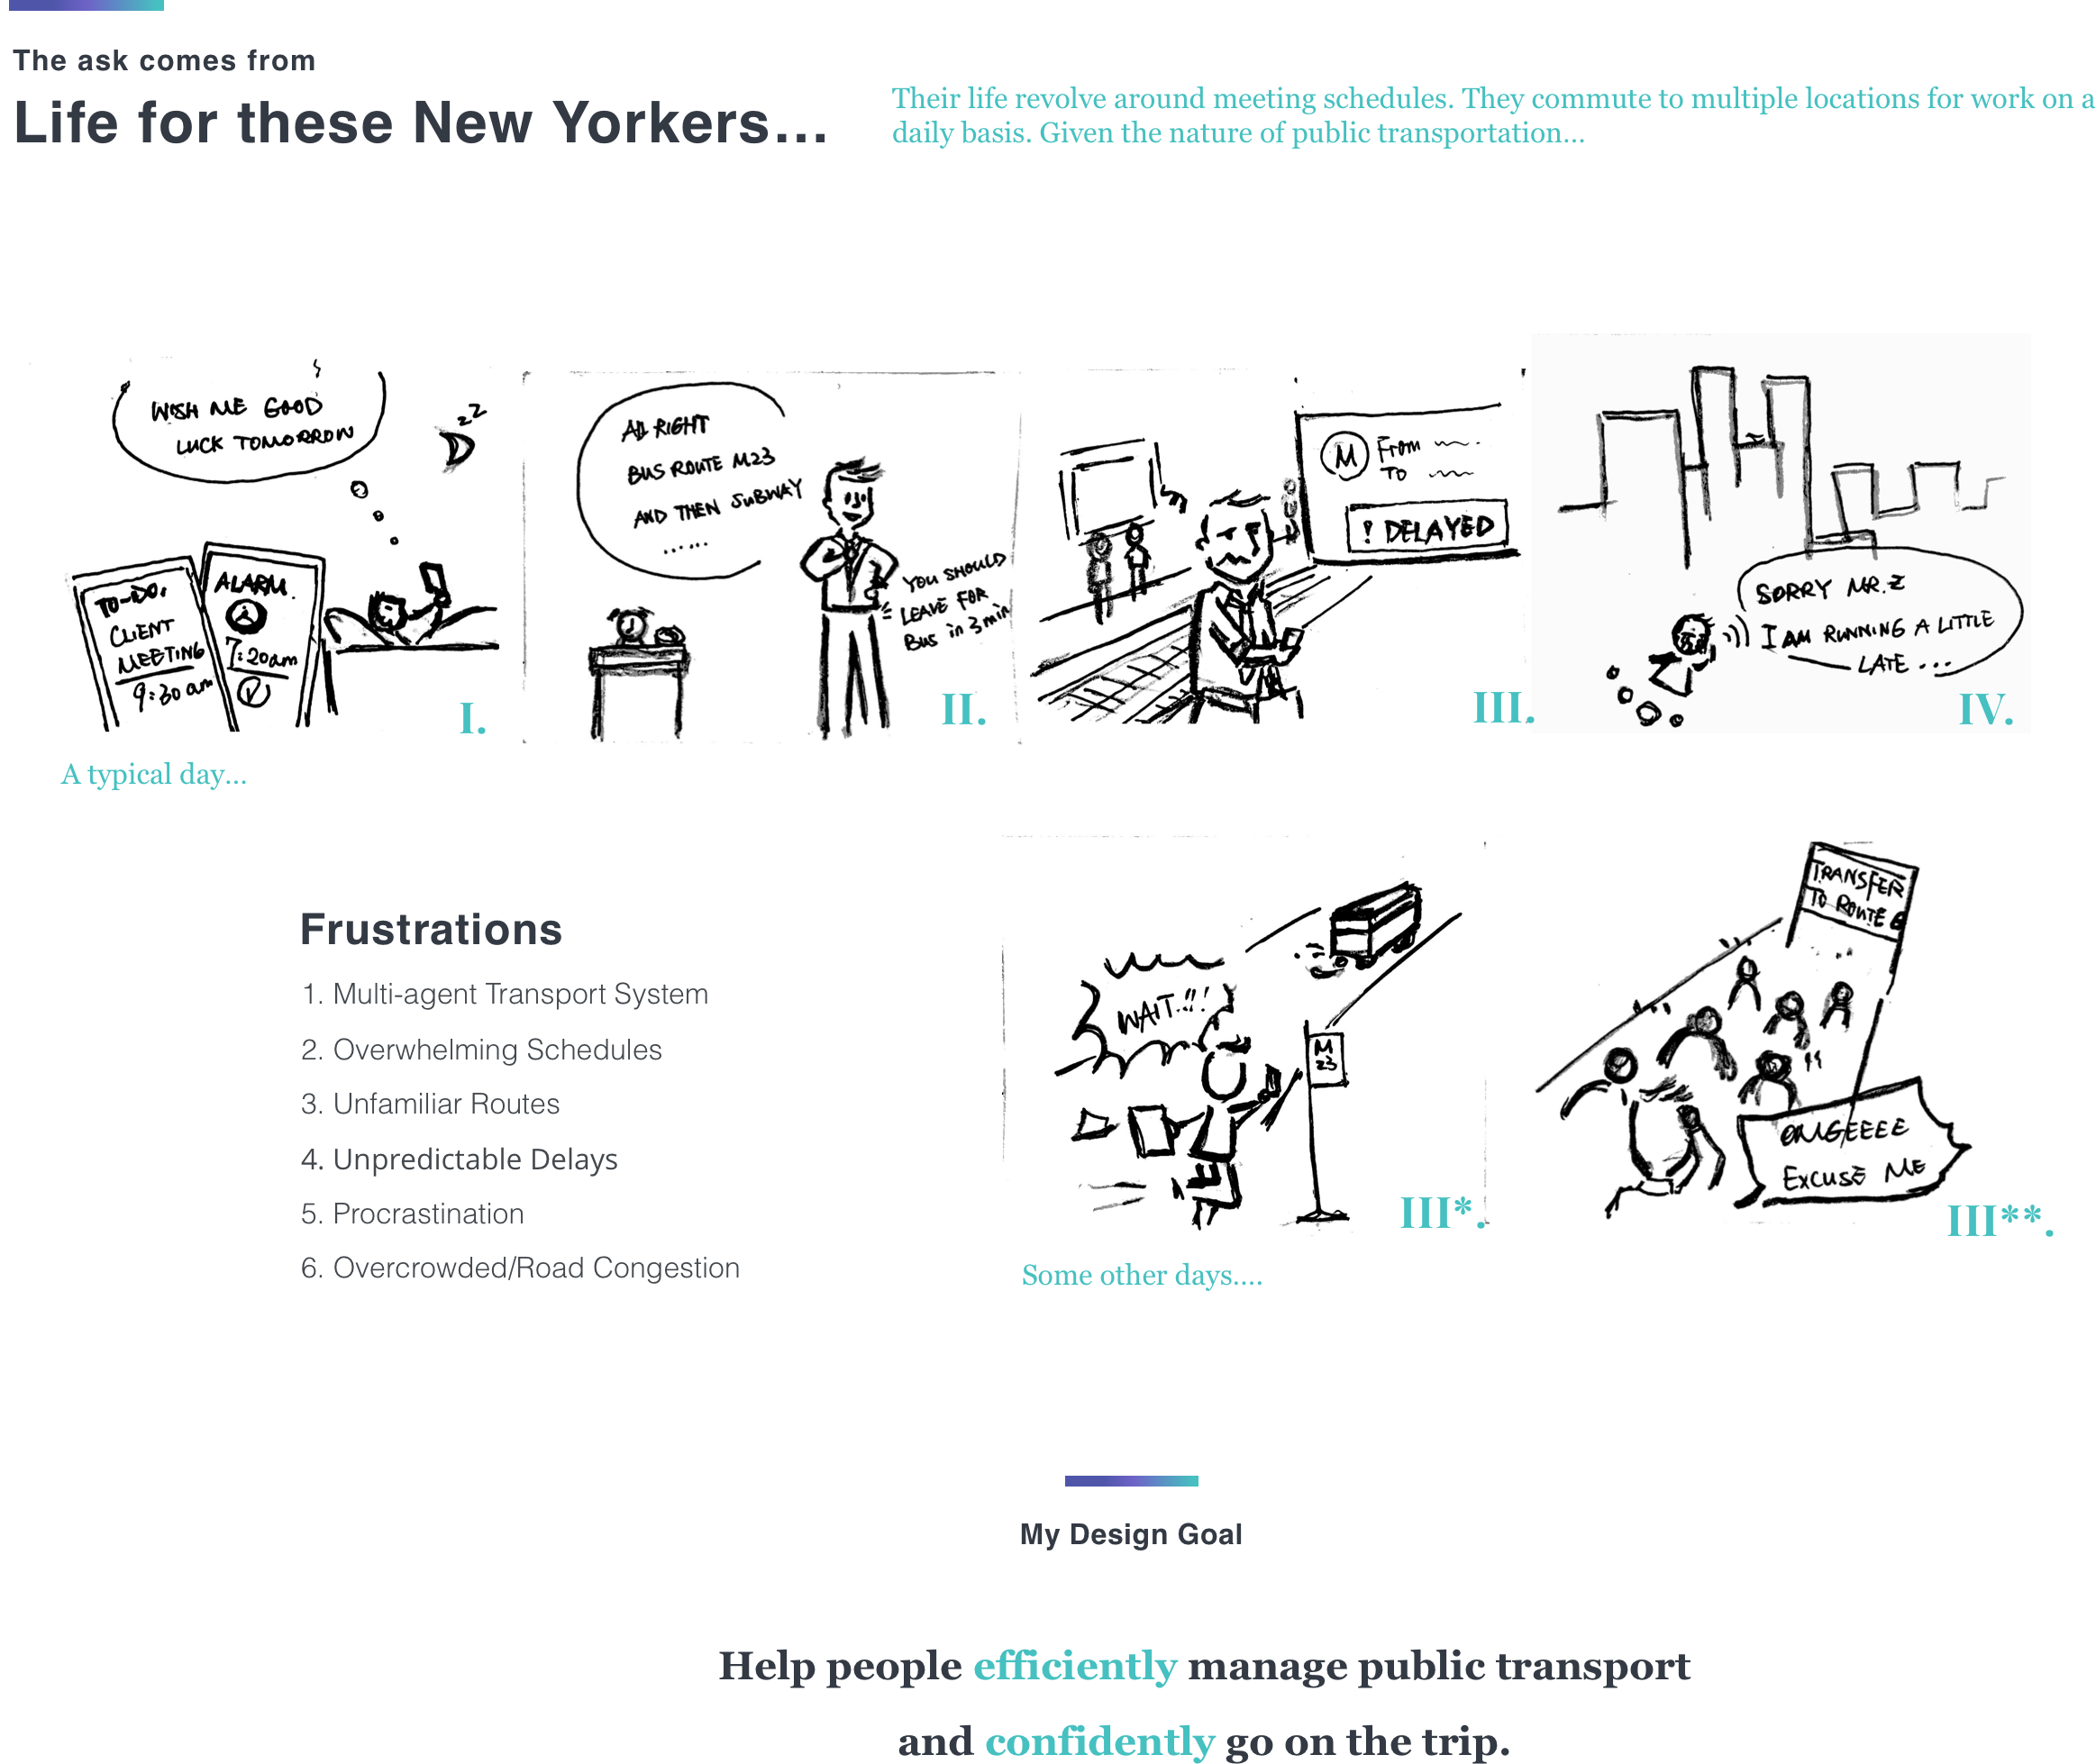 The ask comes from
Life for these New Yorkers...
Their life revolve around meeting schedules. They commute to multiple locations for work on a
daily basis. Given the nature of public transportation...
WISH ME GOOD
LUCK TOMORROW
zz
TO-DO:
CLIENT
MEETING
9:30 am
ALARM.
7:20am
I.
ALL RIGHT
BUS ROUTE M23
AND THEN SUBWAY
......
YOU SHOULD
LEAVE FOR
BUS in 3 min
II.
M From
TO
! DELAYED
III.
SORRY MR. Z
I AM RUNNING A LITTLE
LATE ...
IV.
A typical day...
Frustrations
1. Multi-agent Transport System
2. Overwhelming Schedules
3. Unfamiliar Routes
4. Unpredictable Delays
5. Procrastination
6. Overcrowded/Road Congestion
WAIT!!!
M
23
III*.
TRANSFER
TO ROUTE 6
OMGEEEE
EXCUSE ME
III**.
Some other days....
My Design Goal
Help people efficiently manage public transport
and confidently go on the trip.